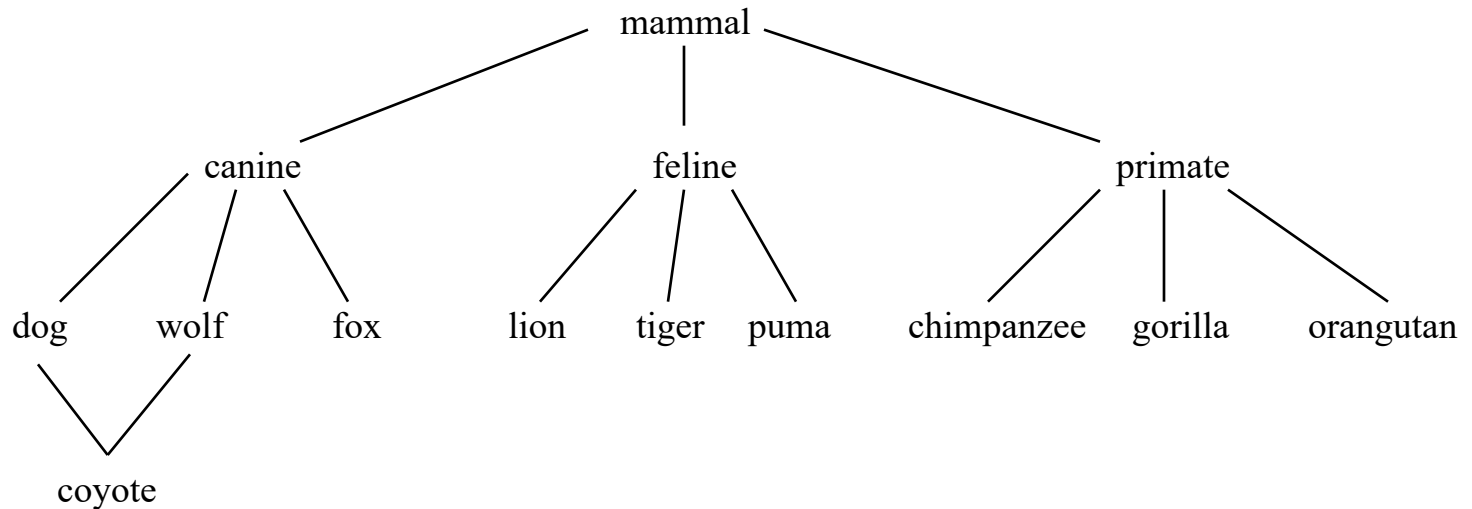 mammal
canine feline primate
dog wolf fox lion tiger puma chimpanzee gorilla orangutan
coyote